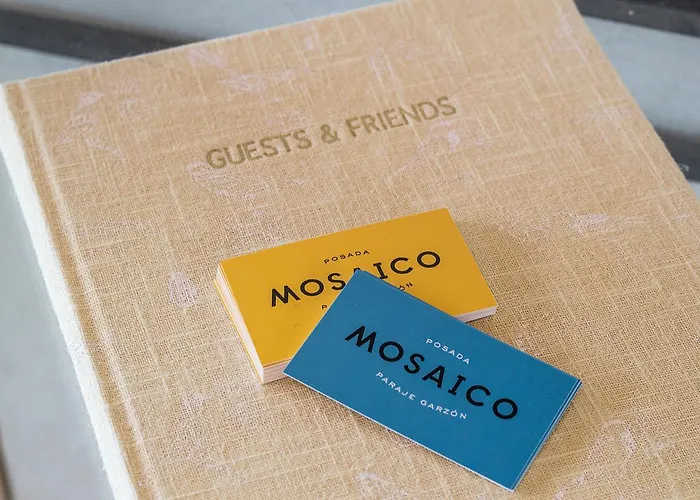 GUESTS & FRIENDS
POSADA
MOSAICO
POSADA
MOSAICO
PARAJE GARZÓN